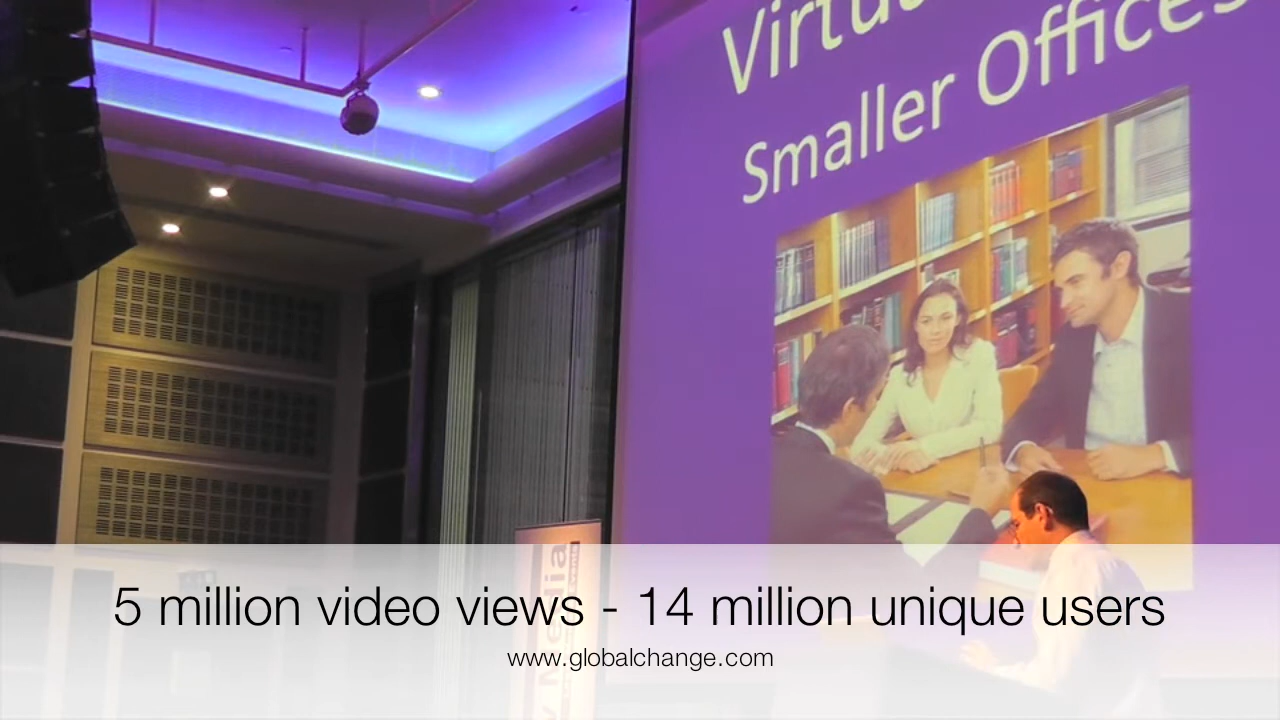 Smaller Offices
5 million video views - 14 million unique users
www.globalchange.com